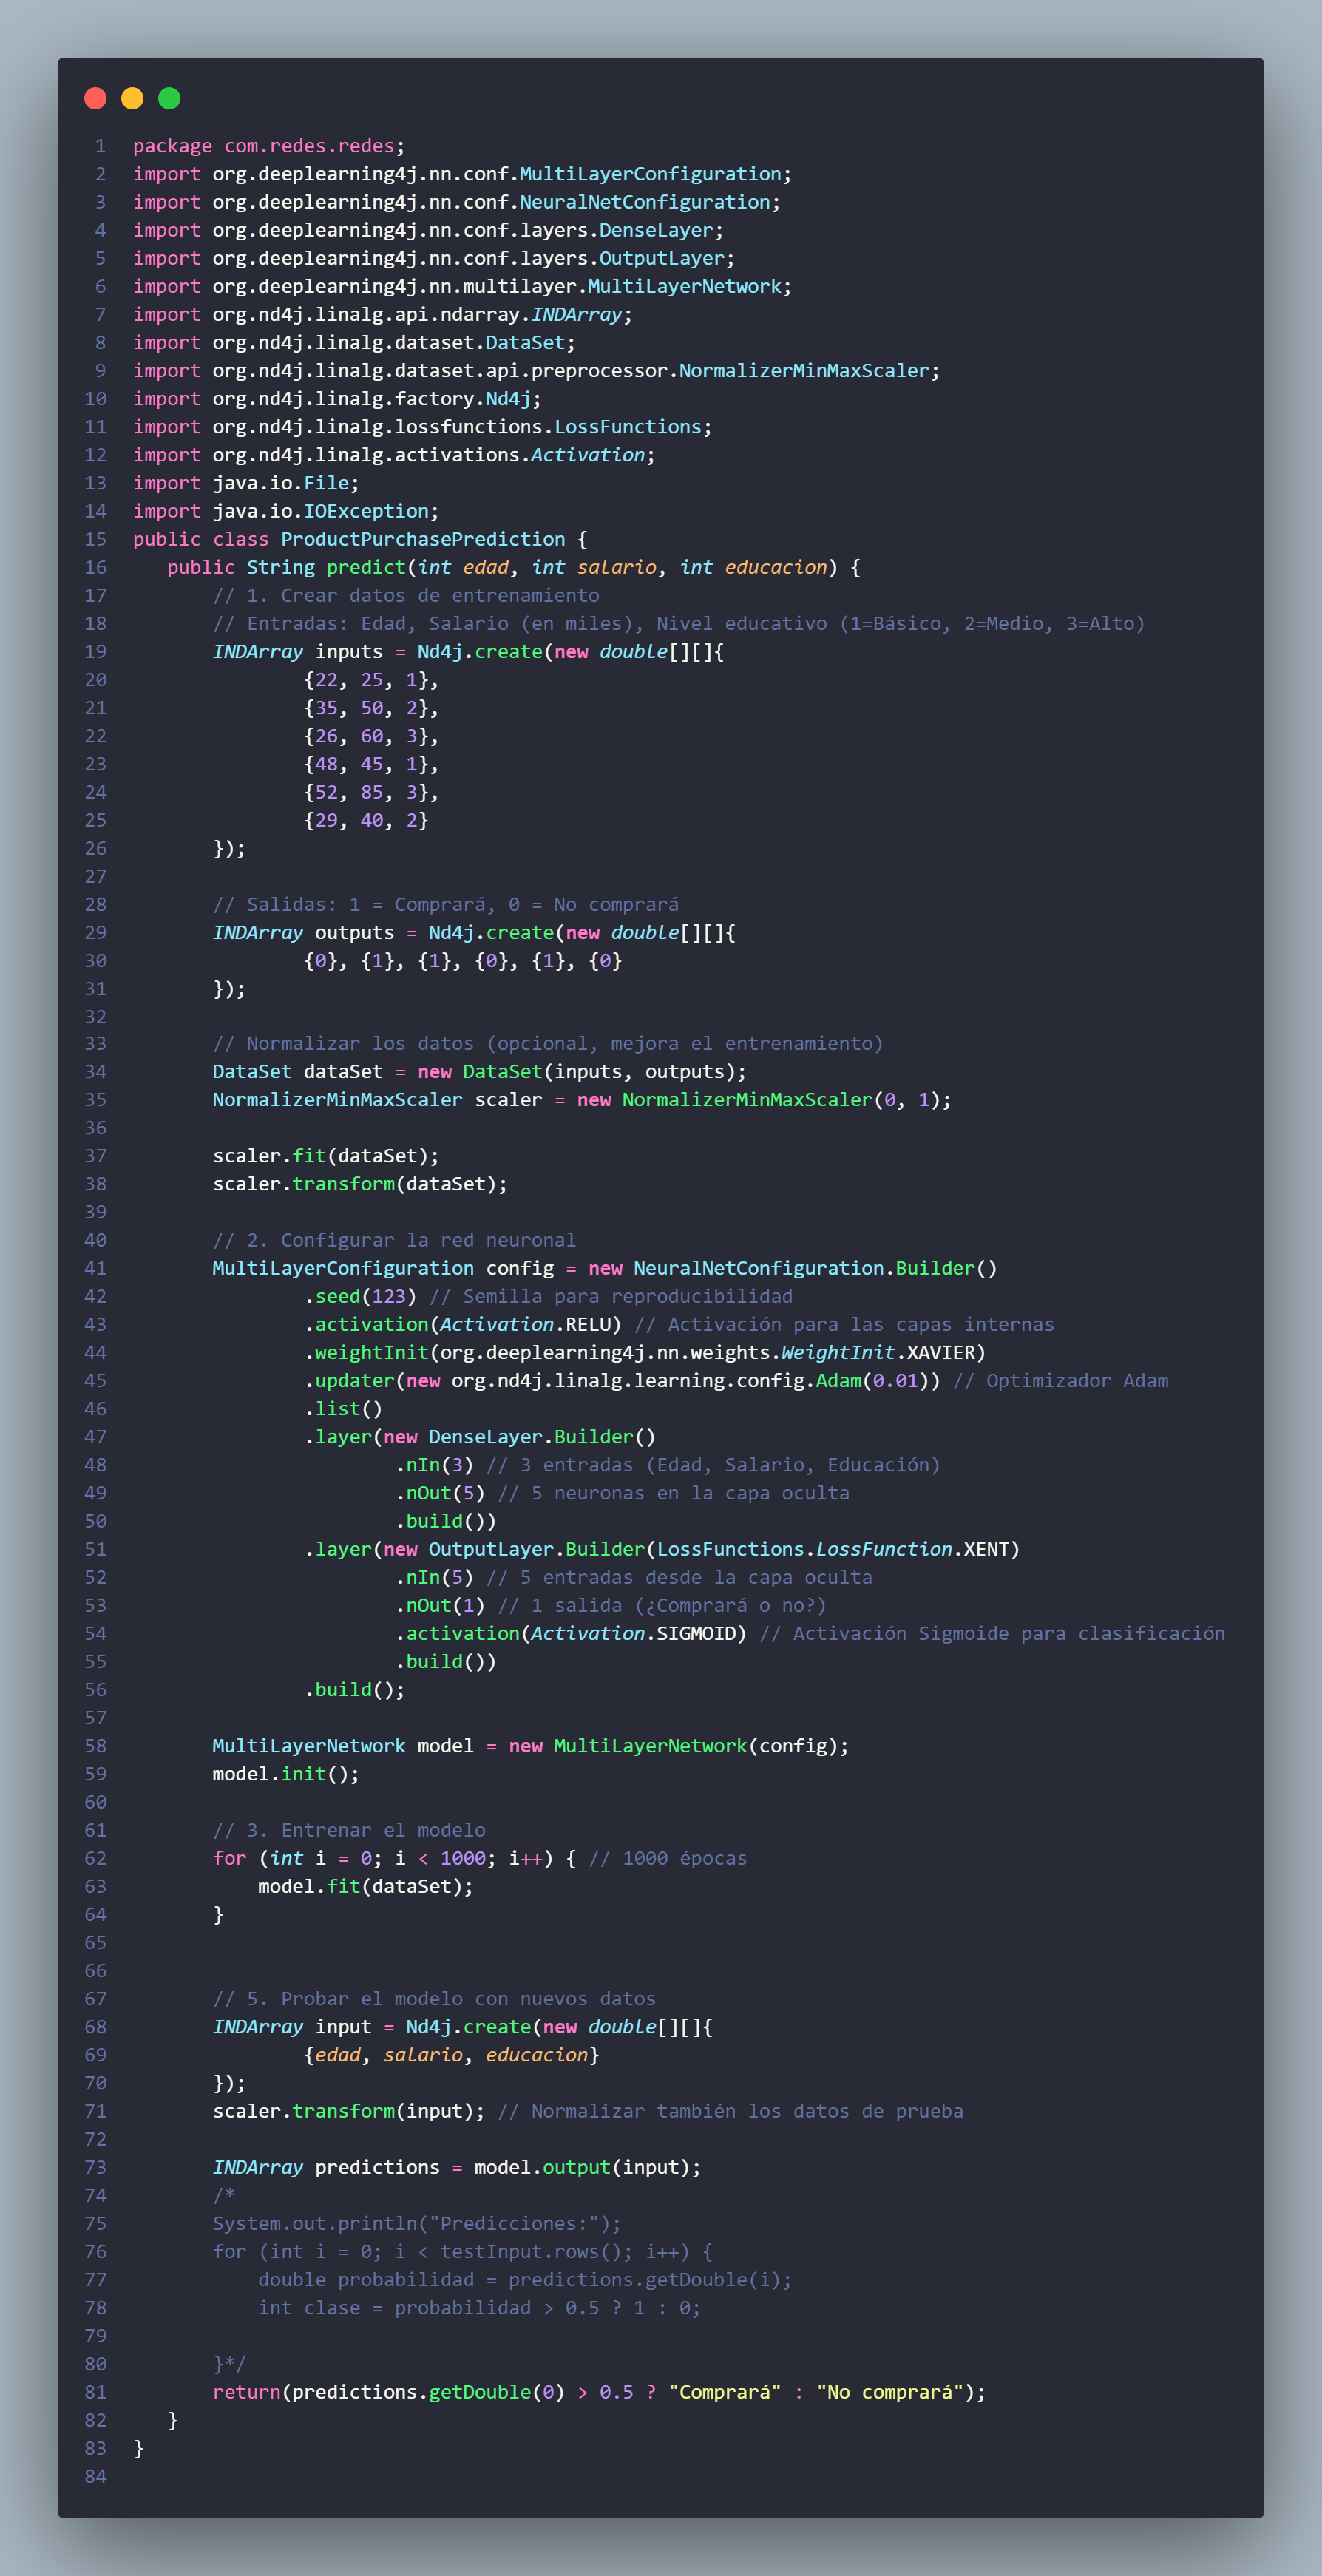 1 package com.redes.redes;
2 import org.deeplearning4j.nn.conf.MultiLayerConfiguration;
3 import org.deeplearning4j.nn.conf.NeuralNetConfiguration;
4 import org.deeplearning4j.nn.conf.layers.DenseLayer;
5 import org.deeplearning4j.nn.conf.layers.OutputLayer;
6 import org.deeplearning4j.nn.multilayer.MultiLayerNetwork;
7 import org.nd4j.linalg.api.ndarray.INDArray;
8 import org.nd4j.linalg.dataset.DataSet;
9 import org.nd4j.linalg.dataset.api.preprocessor.NormalizerMinMaxScaler;
10 import org.nd4j.linalg.factory.Nd4j;
11 import org.nd4j.linalg.lossfunctions.LossFunctions;
12 import org.nd4j.linalg.activations.Activation;
13 import java.io.File;
14 import java.io.IOException;
15 public class ProductPurchasePrediction {
16    public String predict(int edad, int salario, int educacion) {
17        // 1. Crear datos de entrenamiento
18        // Entradas: Edad, Salario (en miles), Nivel educativo (1=Básico, 2=Medio, 3=Alto)
19        INDArray inputs = Nd4j.create(new double[][]{
20                {22, 25, 1},
21                {35, 50, 2},
22                {26, 60, 3},
23                {48, 45, 1},
24                {52, 85, 3},
25                {29, 40, 2}
26        });
27
28        // Salidas: 1 = Comprará, 0 = No comprará
29        INDArray outputs = Nd4j.create(new double[][]{
30                {0}, {1}, {1}, {0}, {1}, {0}
31        });
32
33        // Normalizar los datos (opcional, mejora el entrenamiento)
34        DataSet dataSet = new DataSet(inputs, outputs);
35        NormalizerMinMaxScaler scaler = new NormalizerMinMaxScaler(0, 1);
36
37        scaler.fit(dataSet);
38        scaler.transform(dataSet);
39
40        // 2. Configurar la red neuronal
41        MultiLayerConfiguration config = new NeuralNetConfiguration.Builder()
42                .seed(123) // Semilla para reproducibilidad
43                .activation(Activation.RELU) // Activación para las capas internas
44                .weightInit(org.deeplearning4j.nn.weights.WeightInit.XAVIER)
45                .updater(new org.nd4j.linalg.learning.config.Adam(0.01)) // Optimizador Adam
46                .list()
47                .layer(new DenseLayer.Builder()
48                        .nIn(3) // 3 entradas (Edad, Salario, Educación)
49                        .nOut(5) // 5 neuronas en la capa oculta
50                        .build())
51                .layer(new OutputLayer.Builder(LossFunctions.LossFunction.XENT)
52                        .nIn(5) // 5 entradas desde la capa oculta
53                        .nOut(1) // 1 salida (¿Comprará o no?)
54                        .activation(Activation.SIGMOID) // Activación Sigmoide para clasificación
55                        .build())
56                .build();
57
58        MultiLayerNetwork model = new MultiLayerNetwork(config);
59        model.init();
60
61        // 3. Entrenar el modelo
62        for (int i = 0; i < 1000; i++) { // 1000 épocas
63            model.fit(dataSet);
64        }
65
66
67        // 5. Probar el modelo con nuevos datos
68        INDArray input = Nd4j.create(new double[][]{
69                {edad, salario, educacion}
70        });
71        scaler.transform(input); // Normalizar también los datos de prueba
72
73        INDArray predictions = model.output(input);
74        /*
75        System.out.println("Predicciones:");
76        for (int i = 0; i < testInput.rows(); i++) {
77            double probabilidad = predictions.getDouble(i);
78            int clase = probabilidad > 0.5 ? 1 : 0;
79
80        }*/
81        return(predictions.getDouble(0) > 0.5 ? "Comprará" : "No comprará");
82    }
83 }
84